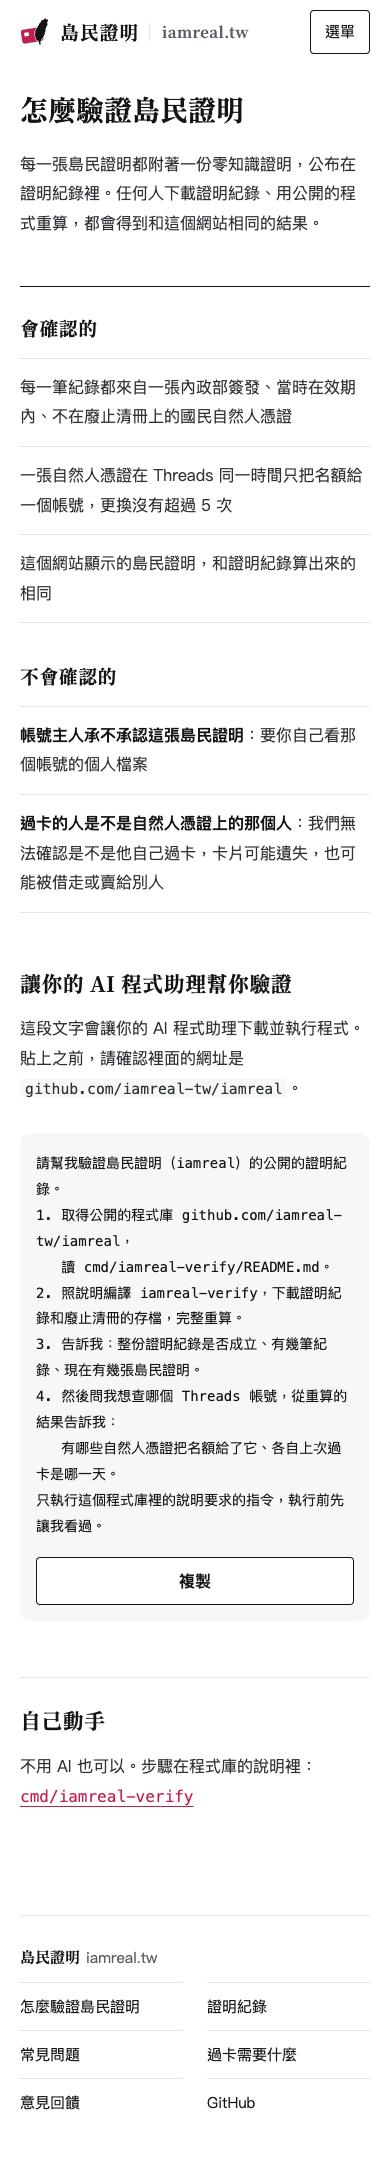 島民證明 iamreal.tw
選單
怎麼驗證島民證明
每一張島民證明都附著一份零知識證明，公布在
證明紀錄裡。任何人下載證明紀錄、用公開的程
式重算，都會得到和這個網站相同的結果。
會確認的
每一筆紀錄都來自一張內政部簽發、當時在效期
內、不在廢止清冊上的國民自然人憑證
一張自然人憑證在 Threads 同一時間只把名額給
一個帳號，更換沒有超過 5 次
這個網站顯示的島民證明，和證明紀錄算出來的
相同
不會確認的
帳號主人承不承認這張島民證明：要你自己看那
個帳號的個人檔案
過卡的人是不是自然人憑證上的那個人：我們無
法確認是不是他自己過卡，卡片可能遺失，也可
能被借走或賣給別人
讓你的 AI 程式助理幫你驗證
這段文字會讓你的 AI 程式助理下載並執行程式。
貼上之前，請確認裡面的網址是
github.com/iamreal-tw/iamreal。
請幫我驗證島民證明（iamreal）的公開的證明紀
錄。
1. 取得公開的程式庫 github.com/iamreal-
tw/iamreal，
讀 cmd/iamreal-verify/README.md。
2. 照說明編譯 iamreal-verify，下載證明紀
錄和廢止清冊的存檔，完整重算。
3. 告訴我：整份證明紀錄是否成立、有幾筆紀
錄、現在有幾張島民證明。
4. 然後問我想查哪個 Threads 帳號，從重算的
結果告訴我：
有哪些自然人憑證把名額給了它、各自上次過
卡是哪一天。
只執行這個程式庫裡的說明要求的指令，執行前先
讓我看過。
複製
自己動手
不用 AI 也可以。步驟在程式庫的說明裡：
cmd/iamreal-verify
島民證明 iamreal.tw
怎麼驗證島民證明
證明紀錄
常見問題
過卡需要什麼
意見回饋
GitHub